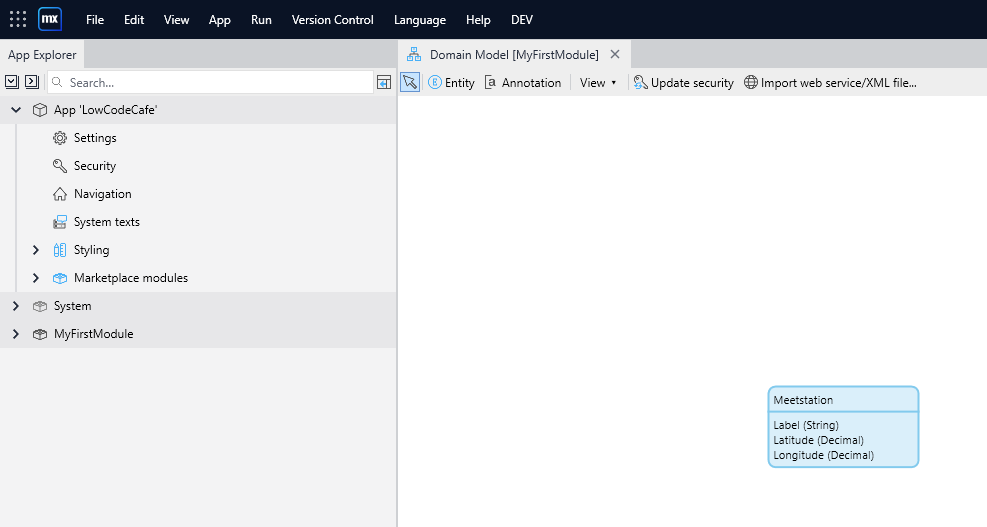 mx File Edit View App Run Version Control Language Help DEV
App Explorer
Domain Model [MyFirstModule]
Search...
Entity Annotation View Update security Import web service/XML file...
App 'LowCodeCafe'
Settings
Security
Navigation
System texts
Styling
Marketplace modules
System
MyFirstModule
Meetstation
Label (String)
Latitude (Decimal)
Longitude (Decimal)